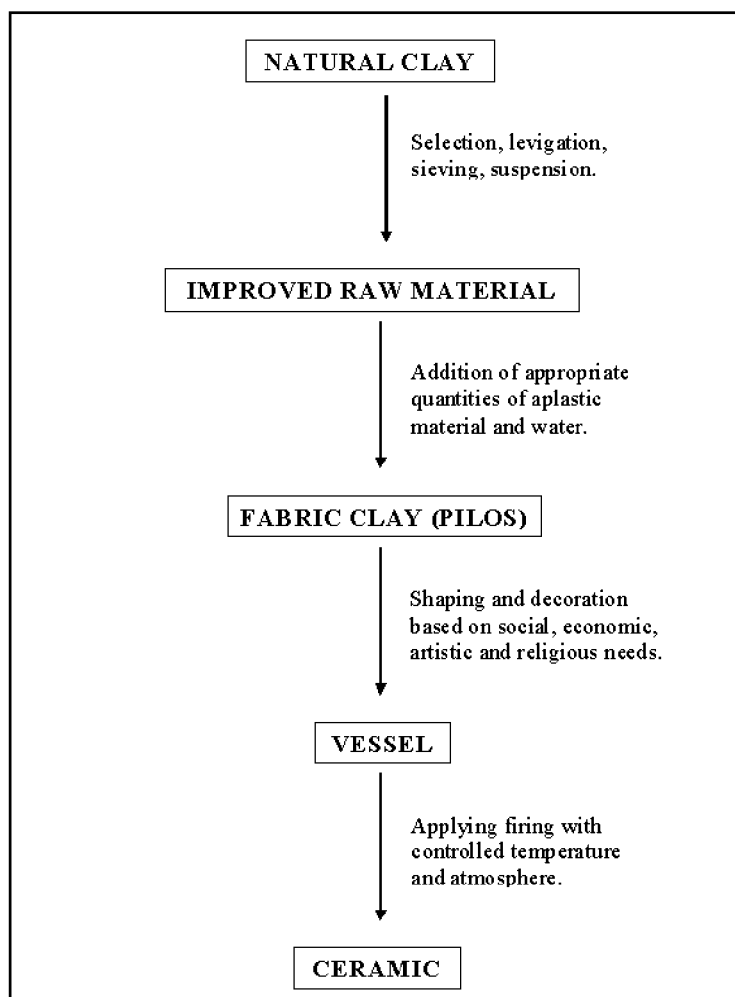 NATURAL CLAY
Selection, levigation,
sieving, suspension.
IMPROVED RAW MATERIAL
Addition of appropriate
quantities of aplastic
material and water.
FABRIC CLAY (PILOS)
Shaping and decoration
based on social, economic,
artistic and religious needs.
VESSEL
Applying firing with
controlled temperature
and atmosphere.
CERAMIC